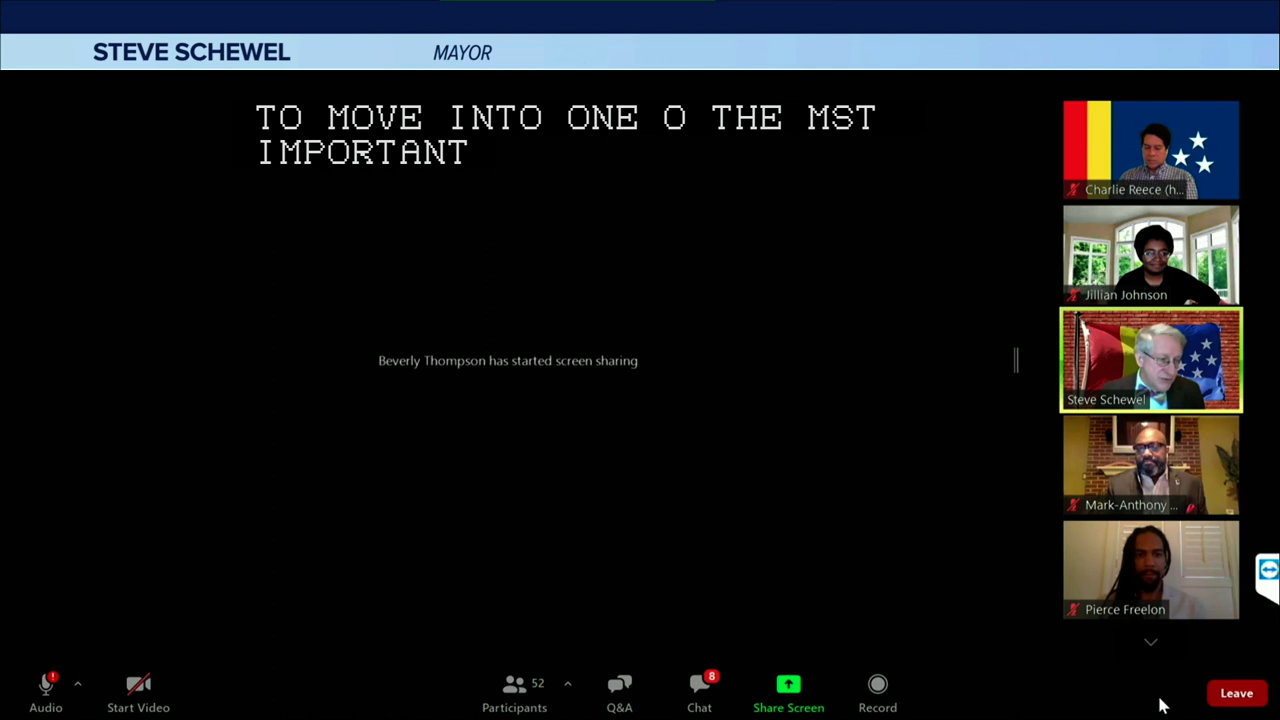 STEVE SCHEWEL MAYOR
TO MOVE INTO ONE O THE MST
IMPORTANT
Charlie Reece (h...
Jillian Johnson
Beverly Thompson has started screen sharing
Steve Schewel
Mark-Anthony ...
Pierce Freelon
52
8
Audio Start Video Participants Q&A Chat Share Screen Record Leave